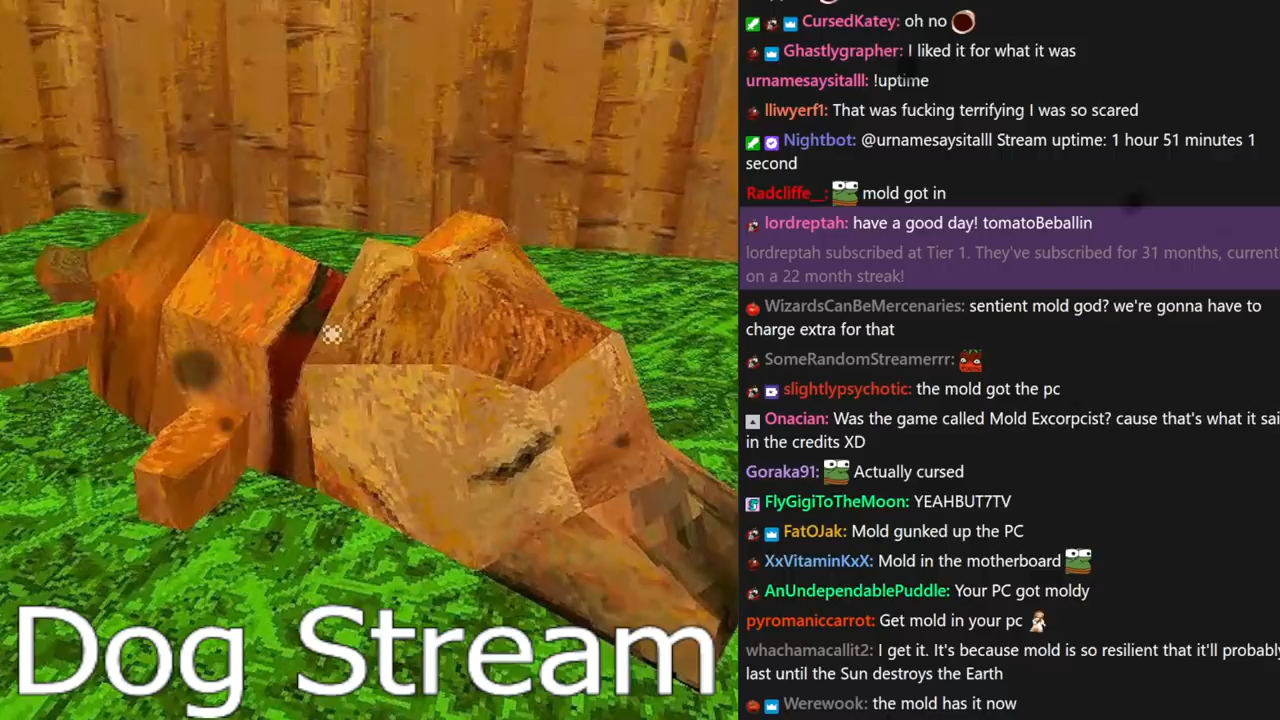 CursedKatey: oh no
Ghastlygrapher: I liked it for what it was
urnamesaysitalll: !uptime
lliwyerf1: That was fucking terrifying I was so scared
Nightbot: @urnamesaysitalll Stream uptime: 1 hour 51 minutes 1
second
Radcliffe__: mold got in
lordreptah: have a good day! tomatoBeballin
lordreptah subscribed at Tier 1. They've subscribed for 31 months, current
on a 22 month streak!
WizardsCanBeMercenaries: sentient mold god? we're gonna have to
charge extra for that
SomeRandomStreamerrr:
slightlypsychotic: the mold got the pc
Onacian: Was the game called Mold Excorpcist? cause that's what it sai
in the credits XD
Goraka91: Actually cursed
FlyGigiToTheMoon: YEAHBUT7TV
FatOJak: Mold gunked up the PC
XxVitaminKxX: Mold in the motherboard
AnUndependablePuddle: Your PC got moldy
pyromaniccarrot: Get mold in your pc
whachamacallit2: I get it. It's because mold is so resilient that it'll probably
last until the Sun destroys the Earth
Werewook: the mold has it now
Dog Stream